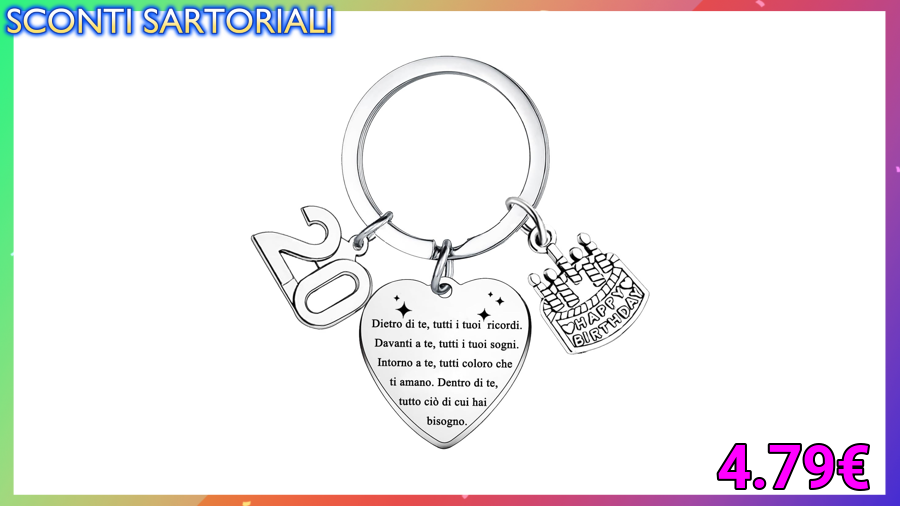 SCONTI SARTORIALI
20
Dietro di te, tutti i tuoi ricordi.
Davanti a te, tutti i tuoi sogni.
Intorno a te, tutti coloro che
ti amano. Dentro di te,
tutto ciò di cui hai
bisogno.
HAPPY
BIRTHDAY
4.79€